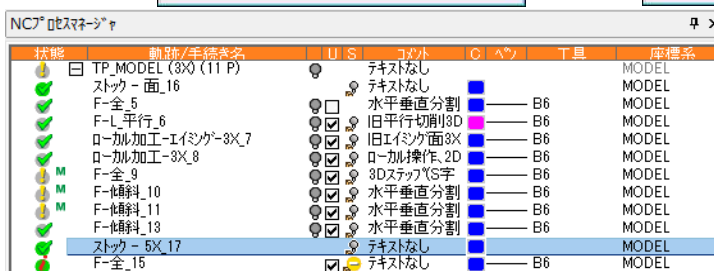 NCﾌﾟﾛｾｽﾏﾈｰｼﾞｬ
状態 軌跡/手続き名 U S ｺﾒﾝﾄ C ﾍﾟﾝ 工具 座標系
TP_MODEL (3X) (11 P) ﾃｷｽﾄなし MODEL
ｽﾄｯｸ - 面_16 ﾃｷｽﾄなし MODEL
F-全_5 水平垂直分割 B6 MODEL
F-L_平行_6 旧平行切削3D B6 MODEL
ﾛｰｶﾙ加工-ｴｲﾐﾝｸﾞ-3X_7 旧ｴｲﾐﾝｸﾞ面3X B6 MODEL
ﾛｰｶﾙ加工-3X_8 ﾛｰｶﾙ操作､2D B6 MODEL
M F-全_9 3Dｽﾃｯﾌﾟ(S字 B6 MODEL
M F-傾斜_10 水平垂直分割 B6 MODEL
M F-傾斜_11 水平垂直分割 B6 MODEL
F-傾斜_13 水平垂直分割 B6 MODEL
ｽﾄｯｸ - 5X_17 ﾃｷｽﾄなし MODEL
F-全_15 ﾃｷｽﾄなし B6 MODEL